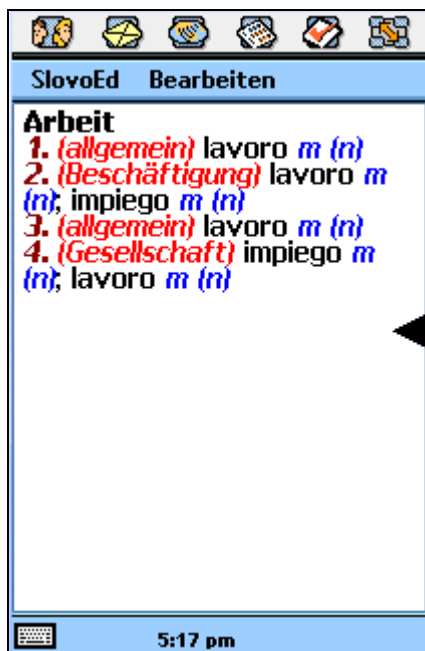 SlovoEd Bearbeiten
Arbeit
1. (allgemein) lavoro m (n)
2. (Beschäftigung) lavoro m
(n); impiego m (n)
3. (allgemein) lavoro m (n)
4. (Gesellschaft) impiego m
(n); lavoro m (n)
5:17 pm